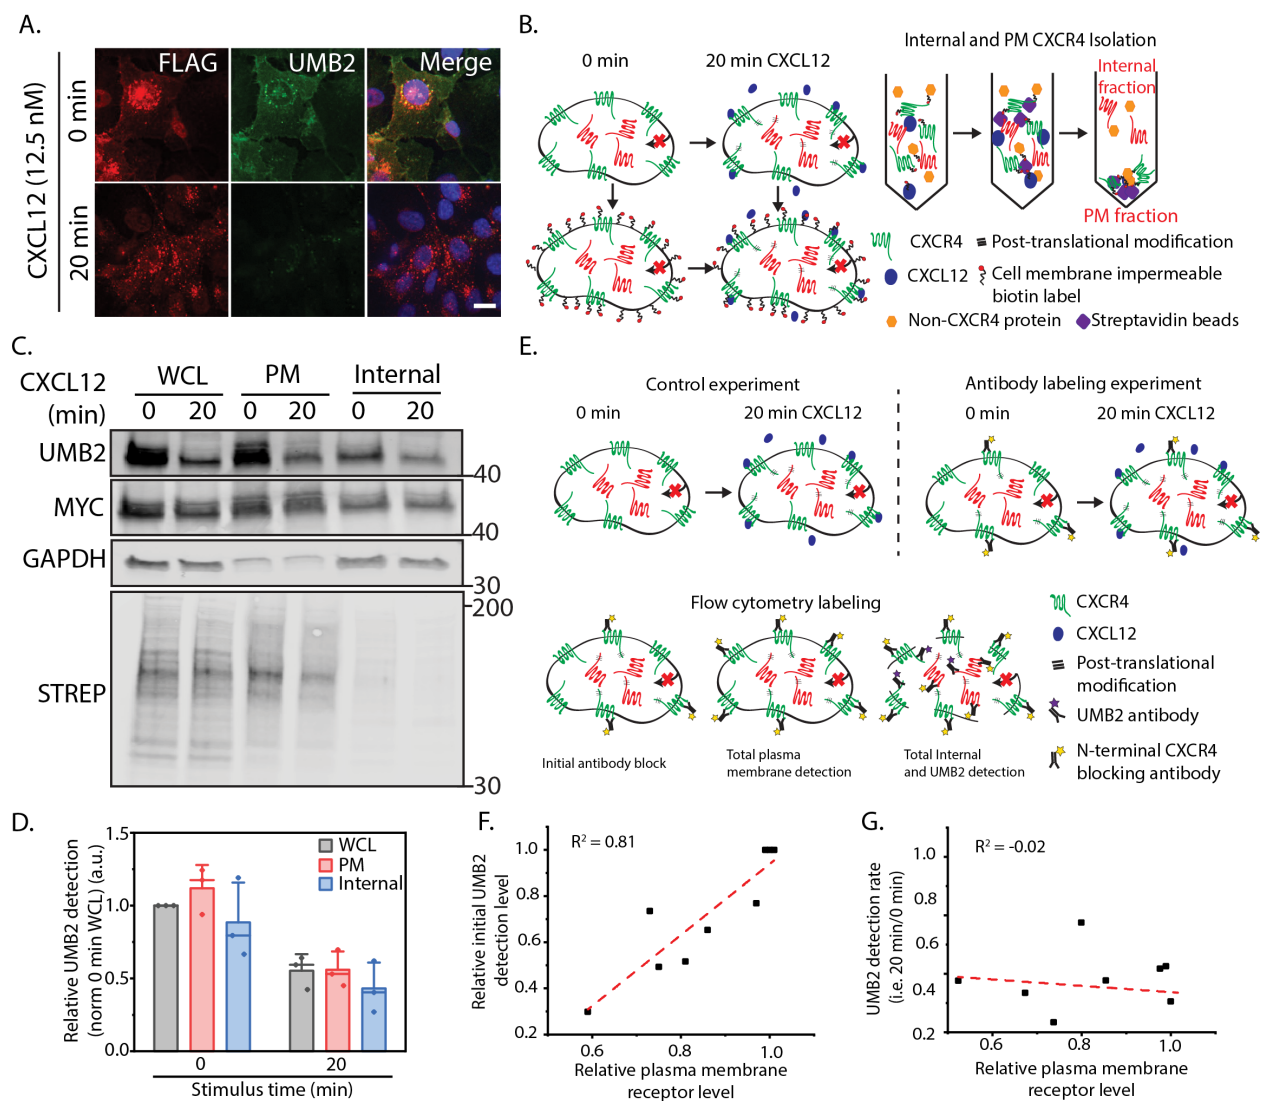 A.
CXCL12 (12.5 nM)
0 min
20 min
FLAG
UMB2
Merge
B.
0 min
20 min CXCL12
Internal and PM CXCR4 Isolation
Internal
fraction
PM fraction
CXCR4
Post-translational modification
CXCL12
Cell membrane impermeable
biotin label
Non-CXCR4 protein
Streptavidin beads
C.
CXCL12
(min)
WCL
PM
Internal
0
20
0
20
0
20
UMB2
40
MYC
40
GAPDH
30
200
STREP
30
E.
Control experiment
0 min
20 min CXCL12
Antibody labeling experiment
0 min
20 min CXCL12
Flow cytometry labeling
Initial antibody block
Total plasma
membrane detection
Total Internal
and UMB2 detection
CXCR4
CXCL12
Post-translational
modification
UMB2 antibody
N-terminal CXCR4
blocking antibody
D.
Relative UMB2 detection
(norm 0 min WCL) (a.u.)
1.5
1.0
0.5
0.0
WCL
PM
Internal
0
20
Stimulus time (min)
F.
R² = 0.81
Relative initial UMB2
detection level
1.0
0.8
0.6
0.4
0.2
0.6
0.8
1.0
Relative plasma membrane
receptor level
G.
R² = -0.02
UMB2 detection rate
(i.e. 20 min/0 min)
1.0
0.8
0.6
0.4
0.2
0.6
0.8
1.0
Relative plasma membrane
receptor level